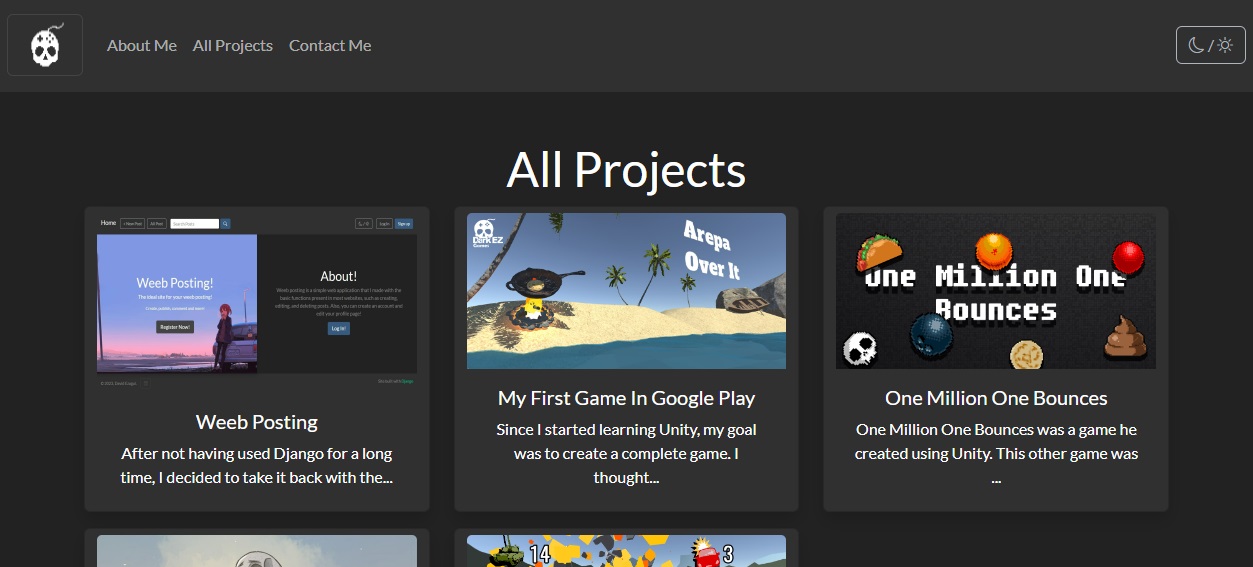 About Me All Projects Contact Me
/
All Projects
Home + New Post All Post Search Posts Log In Sign up
Weeb Posting!
The ideal site for your weeb posting!
Create, publish, comment and learn!
Register Now!
About!
Weeb posting is a simple web application that I made with the
basic functions present in most websites, such as creating,
editing, and deleting posts. Also, you can create an account and
edit your profile page!
Log In!
Weeb Posting
After not having used Django for a long
time, I decided to take it back with the...
DarkEZ
Games
Arepa
Over It
My First Game In Google Play
Since I started learning Unity, my goal
was to create a complete game. I
thought...
One Million One
Bounces
One Million One Bounces
One Million One Bounces was a game he
created using Unity. This other game was
...
14
3